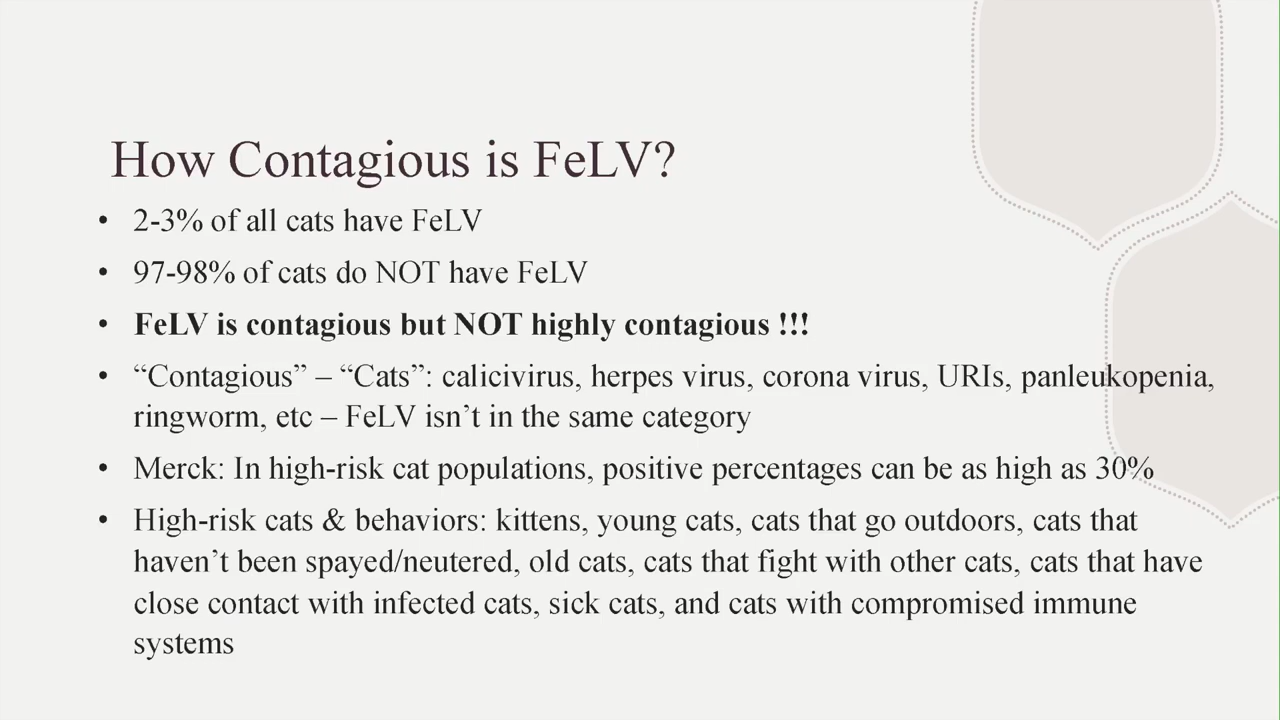 How Contagious is FeLV?
• 2-3% of all cats have FeLV
• 97-98% of cats do NOT have FeLV
• FeLV is contagious but NOT highly contagious !!!
• “Contagious” – “Cats”: calicivirus, herpes virus, corona virus, URIs, panleukopenia,
ringworm, etc – FeLV isn’t in the same category
• Merck: In high-risk cat populations, positive percentages can be as high as 30%
• High-risk cats & behaviors: kittens, young cats, cats that go outdoors, cats that
haven’t been spayed/neutered, old cats, cats that fight with other cats, cats that have
close contact with infected cats, sick cats, and cats with compromised immune
systems